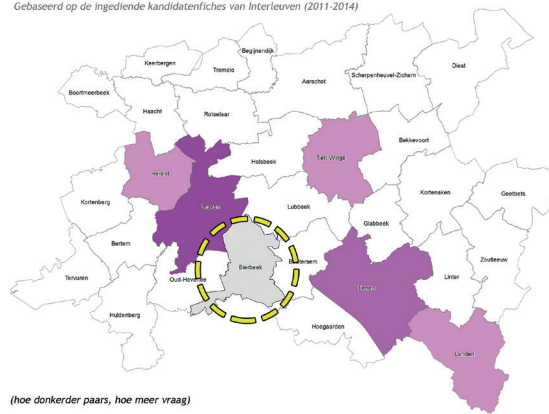 Gebaseerd op de ingediende kandidatenfiches van Interleuven (2011-2014)
Begijnendijk
Keerbergen
Tremelo
Diest
Aarschot
Scherpenheuvel-Zichem
Boortmeerbeek
Haacht
Rotselaar
Bekkevoort
Holsbeek
Tielt-Winge
Herent
Leuven
Kortenaken
Geetbets
Kortenberg
Lubbeek
Glabbeek
Bertem
Zoutleeuw
Bierbeek
Boutersem
Tervuren
Oud-Heverlee
Linter
Tienen
Huldenberg
Hoegaarden
Landen
(hoe donkerder paars, hoe meer vraag)